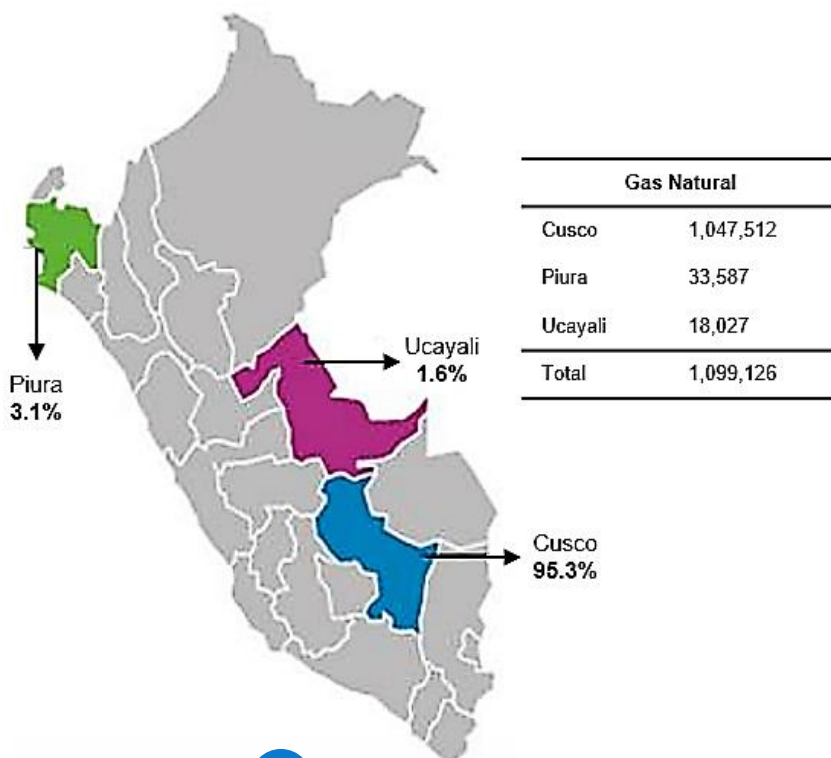 Gas Natural
Cusco 1,047,512
Piura 33,587
Ucayali 18,027
Total 1,099,126
Ucayali
1.6%
Piura
3.1%
Cusco
95.3%